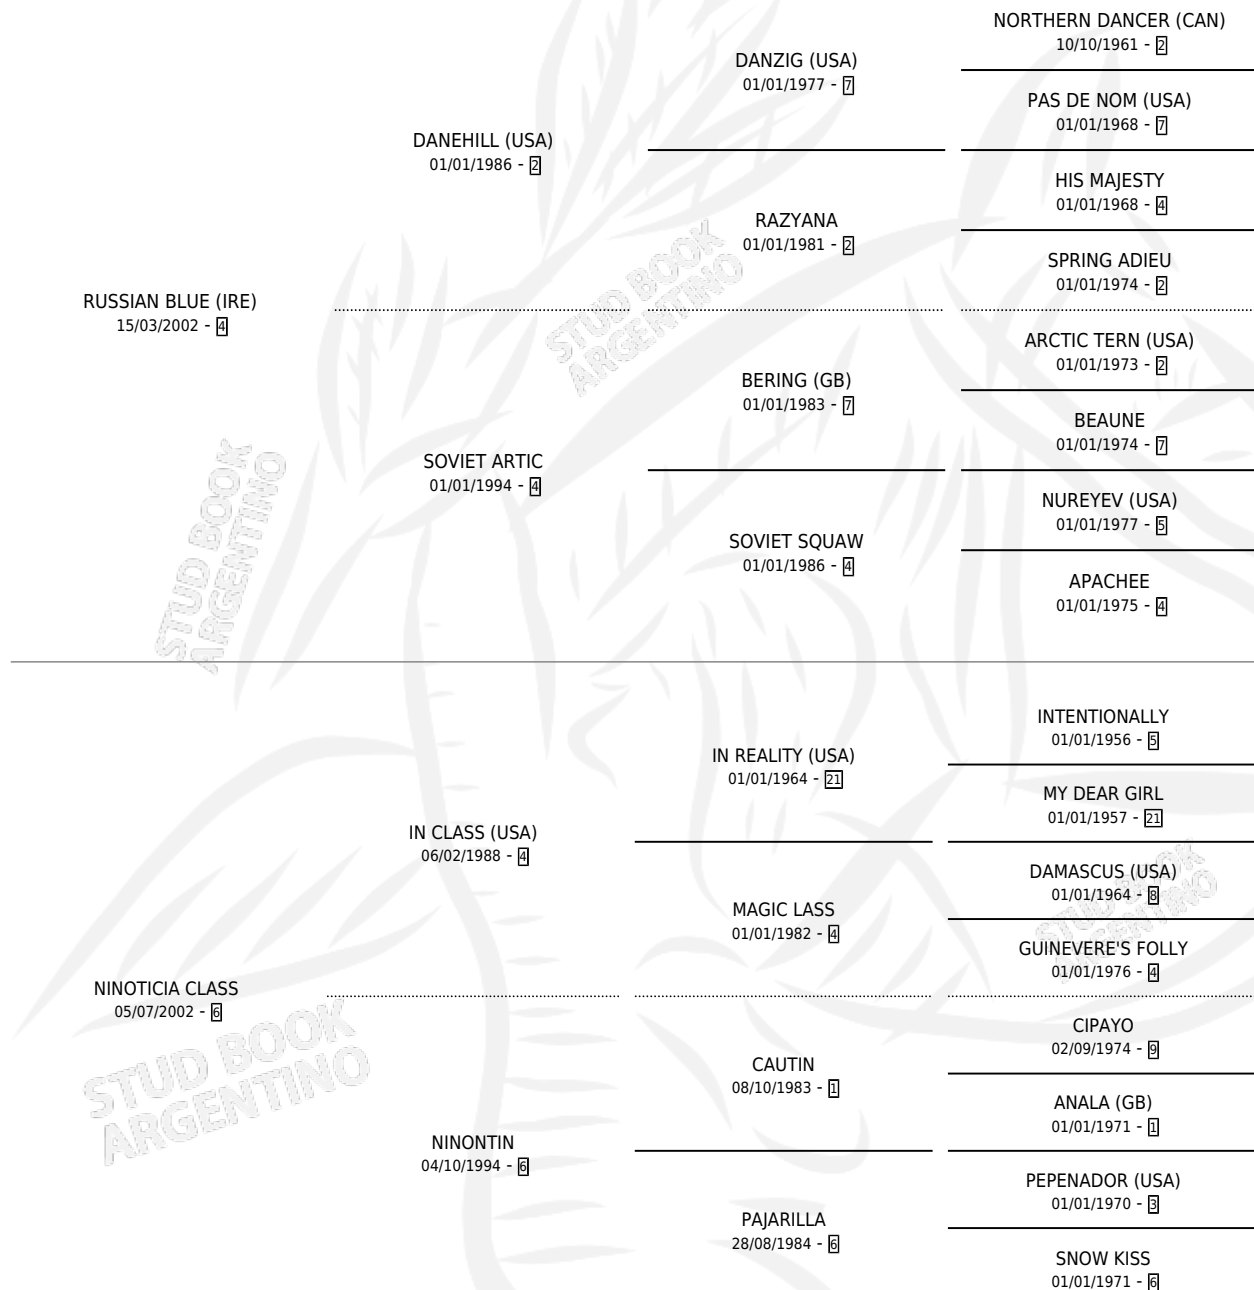 NORTHERN DANCER (CAN)
10/10/1961 - 2
DANZIG (USA)
01/01/1977 - 7
PAS DE NOM (USA)
01/01/1968 - 7
DANEHILL (USA)
01/01/1986 - 2
HIS MAJESTY
01/01/1968 - 4
RAZYANA
01/01/1981 - 2
SPRING ADIEU
01/01/1974 - 2
RUSSIAN BLUE (IRE)
15/03/2002 - 4
ARCTIC TERN (USA)
01/01/1973 - 2
BERING (GB)
01/01/1983 - 7
BEAUNE
01/01/1974 - 7
SOVIET ARTIC
01/01/1994 - 4
NUREYEV (USA)
01/01/1977 - 5
SOVIET SQUAW
01/01/1986 - 4
APACHEE
01/01/1975 - 4
INTENTIONALLY
01/01/1956 - 5
IN REALITY (USA)
01/01/1964 - 21
MY DEAR GIRL
01/01/1957 - 21
IN CLASS (USA)
06/02/1988 - 4
DAMASCUS (USA)
01/01/1964 - 8
MAGIC LASS
01/01/1982 - 4
GUINEVERE'S FOLLY
01/01/1976 - 4
NINOTICIA CLASS
05/07/2002 - 6
CIPAYO
02/09/1974 - 9
CAUTIN
08/10/1983 - 1
ANALA (GB)
01/01/1971 - 1
NINONTIN
04/10/1994 - 6
PEPENADOR (USA)
01/01/1970 - 3
PAJARILLA
28/08/1984 - 6
SNOW KISS
01/01/1971 - 6
STUD BOOK
ARGENTINO
STUD BOOK
ARGENTINO
STUD BOOK
ARGENTINO
STUD BOOK
ARGENTINO